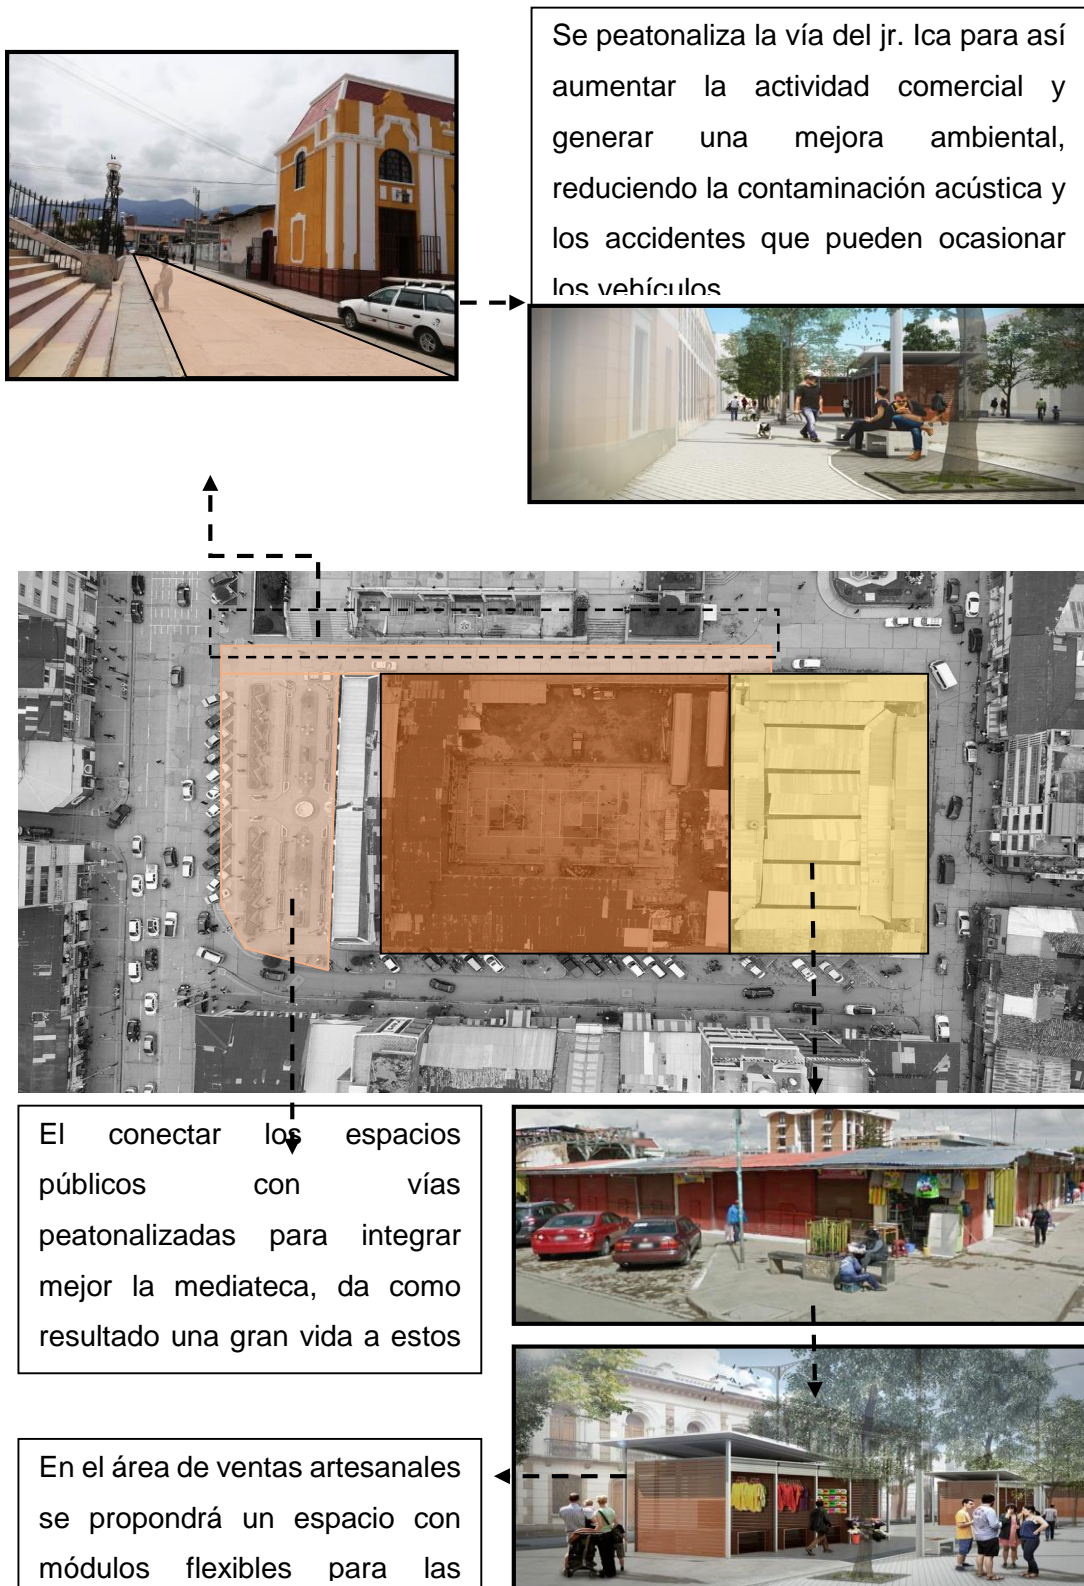 Se peatonaliza la vía del jr. Ica para así
aumentar la actividad comercial y
generar una mejora ambiental,
reduciendo la contaminación acústica y
los accidentes que pueden ocasionar
los vehículos
El conectar los espacios
públicos con vías
peatonalizadas para integrar
mejor la mediateca, da como
resultado una gran vida a estos
En el área de ventas artesanales
se propondrá un espacio con
módulos flexibles para las